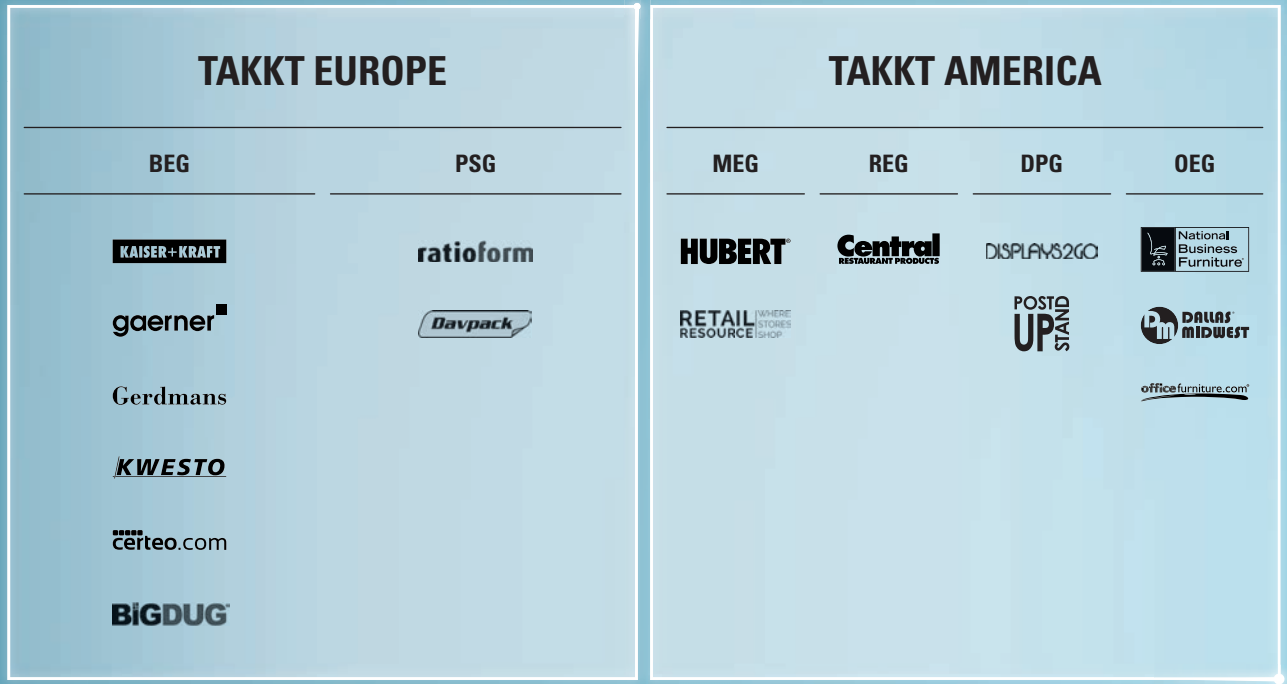 TAKKT EUROPE
BEG
PSG
KAISER+KRAFT
ratioform
gaerner
Davpack
Gerdmans
KWESTO
certeo.com
BiGDUG™
TAKKT AMERICA
MEG
REG
DPG
OEG
HUBERT®
Central
RESTAURANT PRODUCTS
DISPLAYS2GO
National
Business
Furniture®
RETAIL
RESOURCE
WHERE
STORES
SHOP
POST
UP
STAND
Pm
DALLAS
MIDWEST
officefurniture.com®